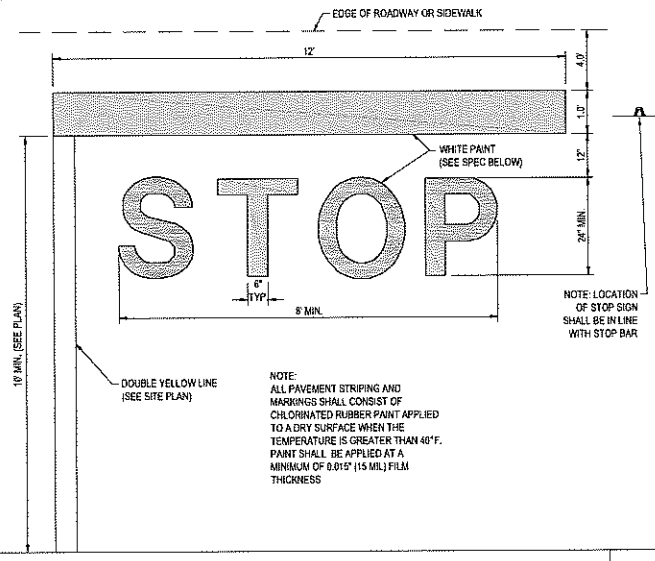 EDGE OF ROADWAY OR SIDEWALK
12'
4.0'
1.0'
12"
WHITE PAINT
(SEE SPEC BELOW)
STOP
24" MIN.
6"
TYP
8' MIN.
NOTE: LOCATION
OF STOP SIGN
SHALL BE IN LINE
WITH STOP BAR
10' MIN. (SEE PLAN)
DOUBLE YELLOW LINE
(SEE SITE PLAN)
NOTE:
ALL PAVEMENT STRIPING AND
MARKINGS SHALL CONSIST OF
CHLORINATED RUBBER PAINT APPLIED
TO A DRY SURFACE WHEN THE
TEMPERATURE IS GREATER THAN 40°F.
PAINT SHALL BE APPLIED AT A
MINIMUM OF 0.015" (15 MIL) FILM
THICKNESS